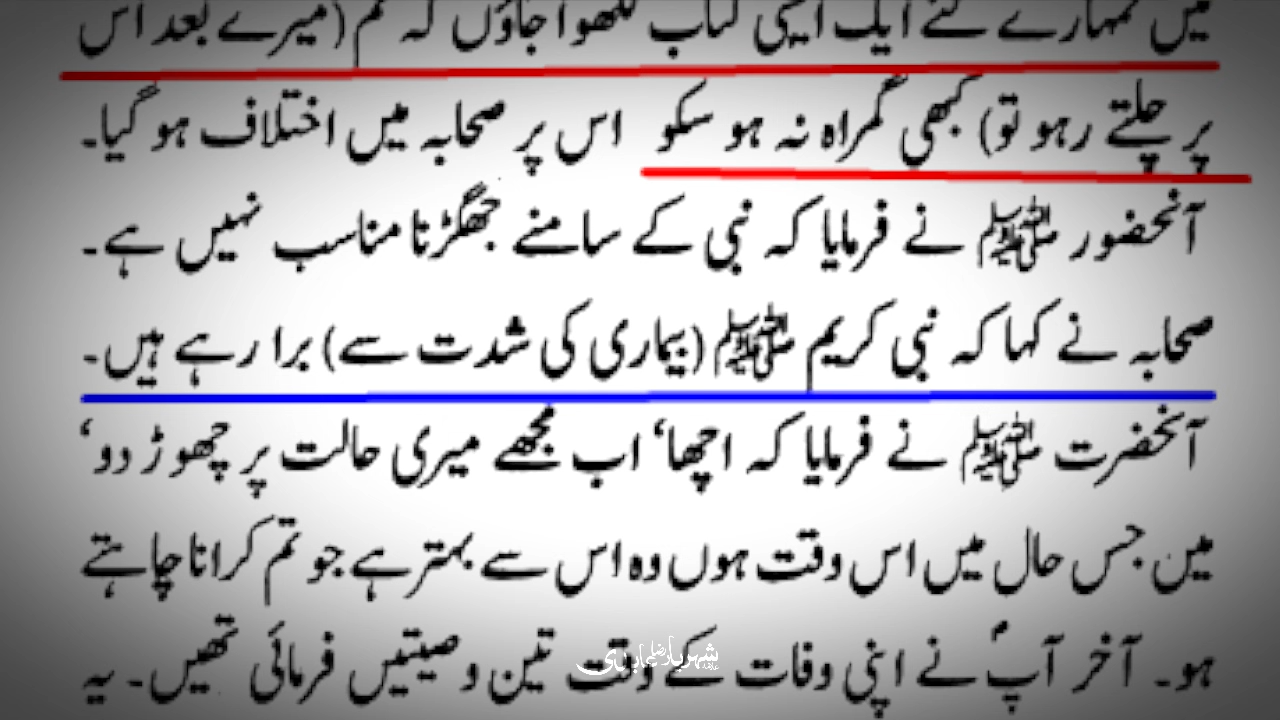 میں تمہارے لئے ایک ایسی کتاب لکھوا جاؤں کہ تم (میرے بعد اس
پر چلتے رہو تو) کبھی گمراہ نہ ہو سکو اس پر صحابہ میں اختلاف ہو گیا۔
آنحضور ﷺ نے فرمایا کہ نبی کے سامنے جھگڑنا مناسب نہیں ہے۔
صحابہ نے کہا کہ نبی کریم ﷺ (بیماری کی شدت سے) برا رہے ہیں۔
آنحضرت ﷺ نے فرمایا کہ اچھا‘ اب مجھے میری حالت پر چھوڑ دو‘
میں جس حال میں اس وقت ہوں وہ اس سے بہتر ہے جو تم کرانا چاہتے
ہو۔ آخر آپؐ نے اپنی وفات کے وقت تین وصیتیں فرمائی تھیں۔ یہ
شہریار رضا عابدی